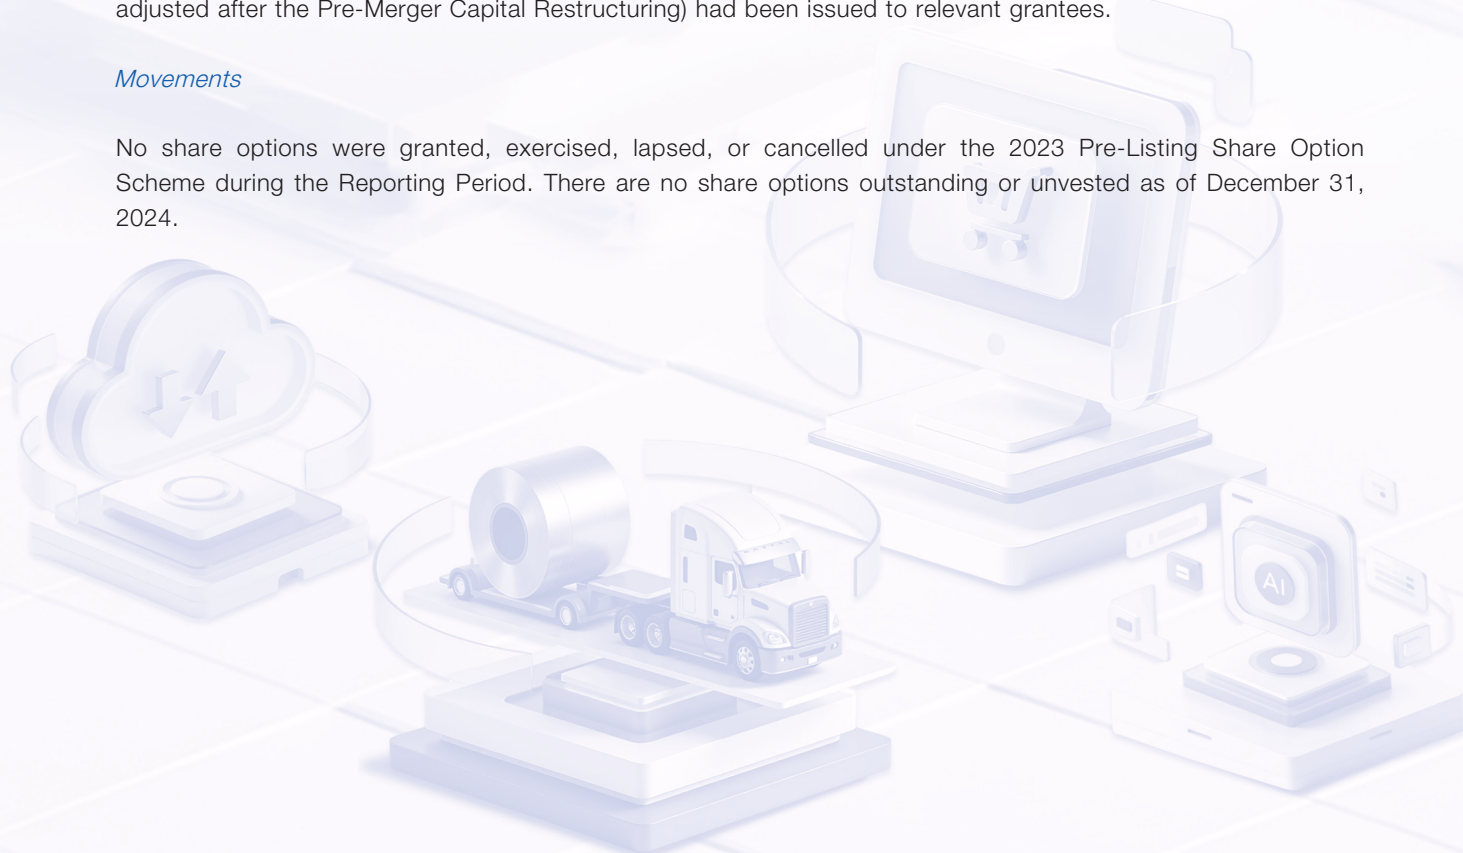 adjusted after the Pre-Merger Capital Restructuring) had been issued to relevant grantees.
Movements
No share options were granted, exercised, lapsed, or cancelled under the 2023 Pre-Listing Share Option
Scheme during the Reporting Period. There are no share options outstanding or unvested as of December 31,
2024.
AI